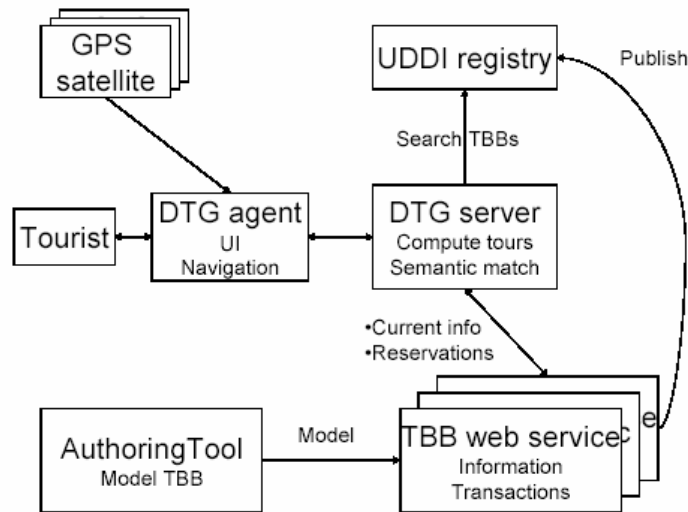 GPS
satellite
UDDI registry
Publish
Search TBBs
Tourist
DTG agent
UI
Navigation
DTG server
Compute tours
Semantic match
•Current info
•Reservations
AuthoringTool
Model TBB
Model
TBB web service
Information
Transactions
c
e